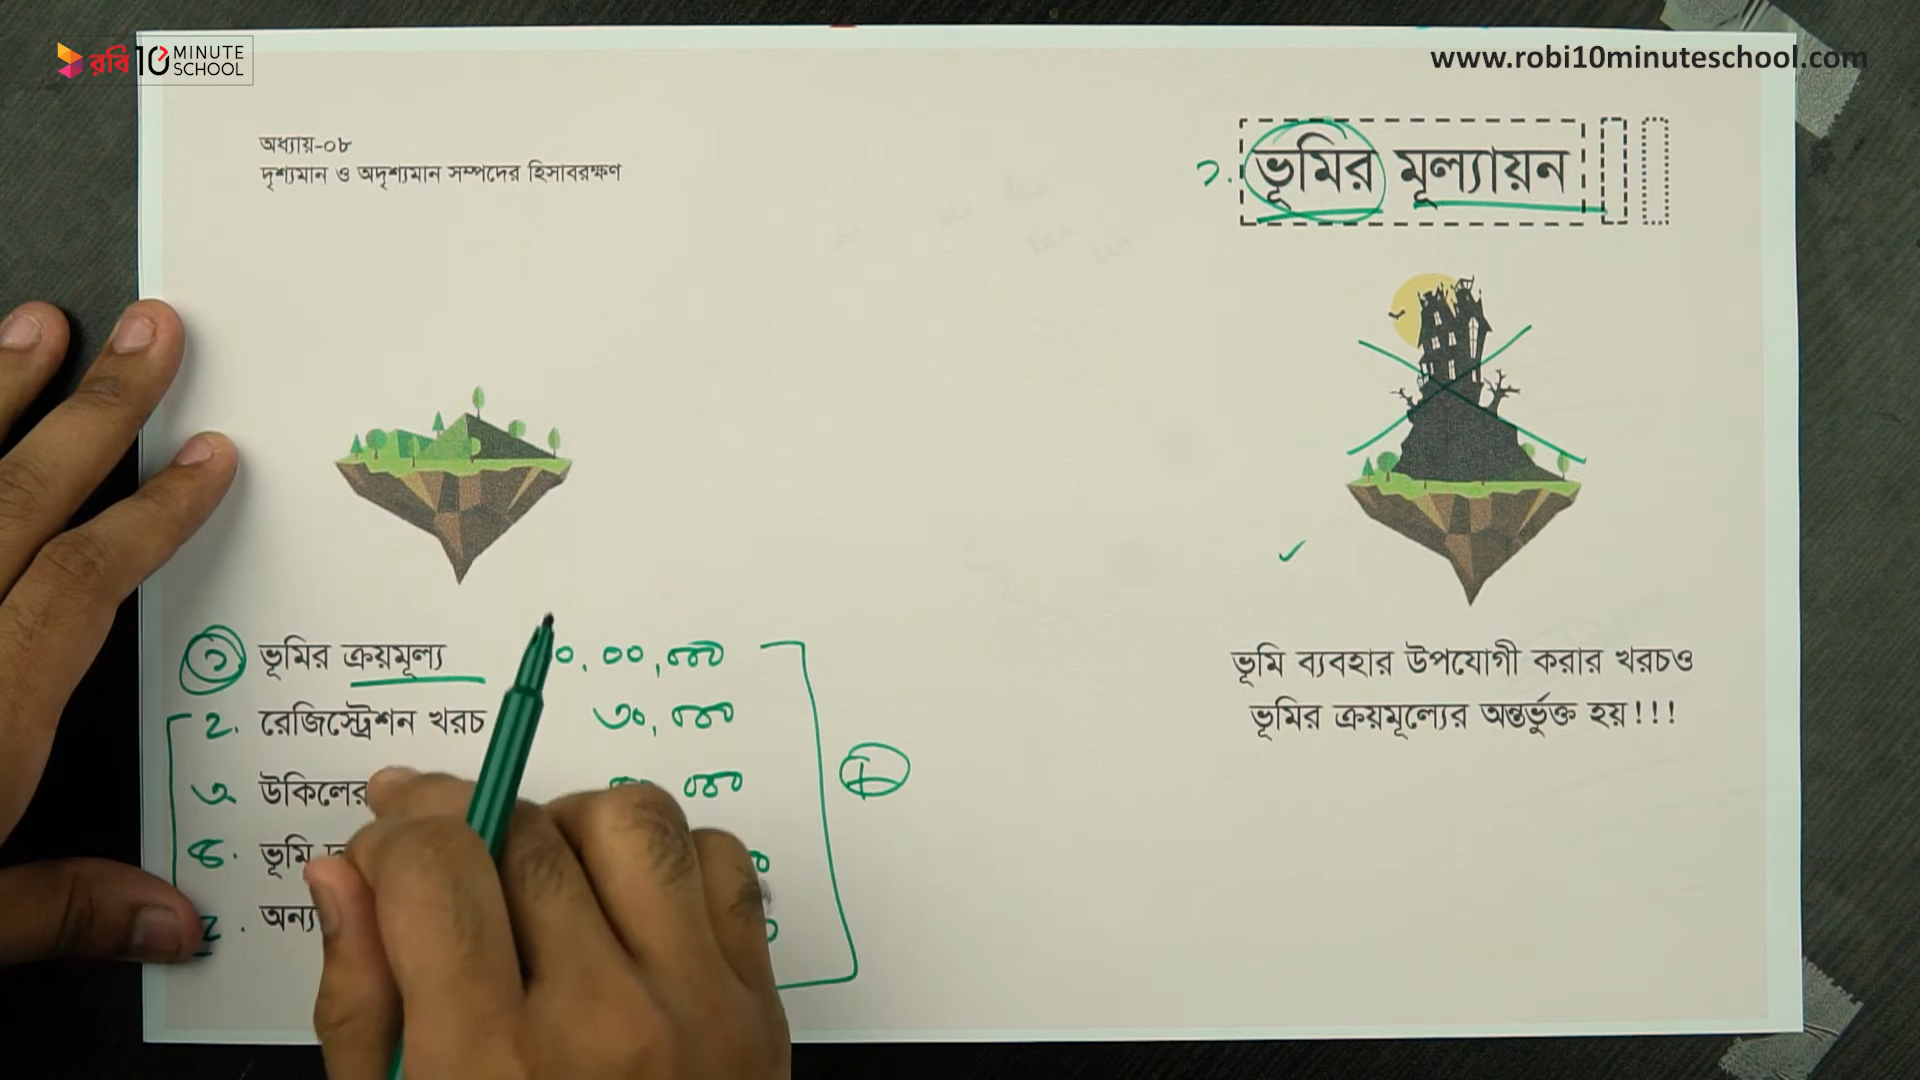 রবি 10 MINUTE SCHOOL
www.robi10minuteschool.com
অধ্যায়-০৮
দৃশ্যমান ও অদৃশ্যমান সম্পদের হিসাবরক্ষণ
১. ভূমির মূল্যায়ন
১ ভূমির ক্রয়মূল্য
২. রেজিস্ট্রেশন খরচ ৩০,০০০
৩ উকিলের
৪. ভূমি
অন্য
ভূমি ব্যবহার উপযোগী করার খরচও
ভূমির ক্রয়মূল্যের অন্তর্ভুক্ত হয়!!!